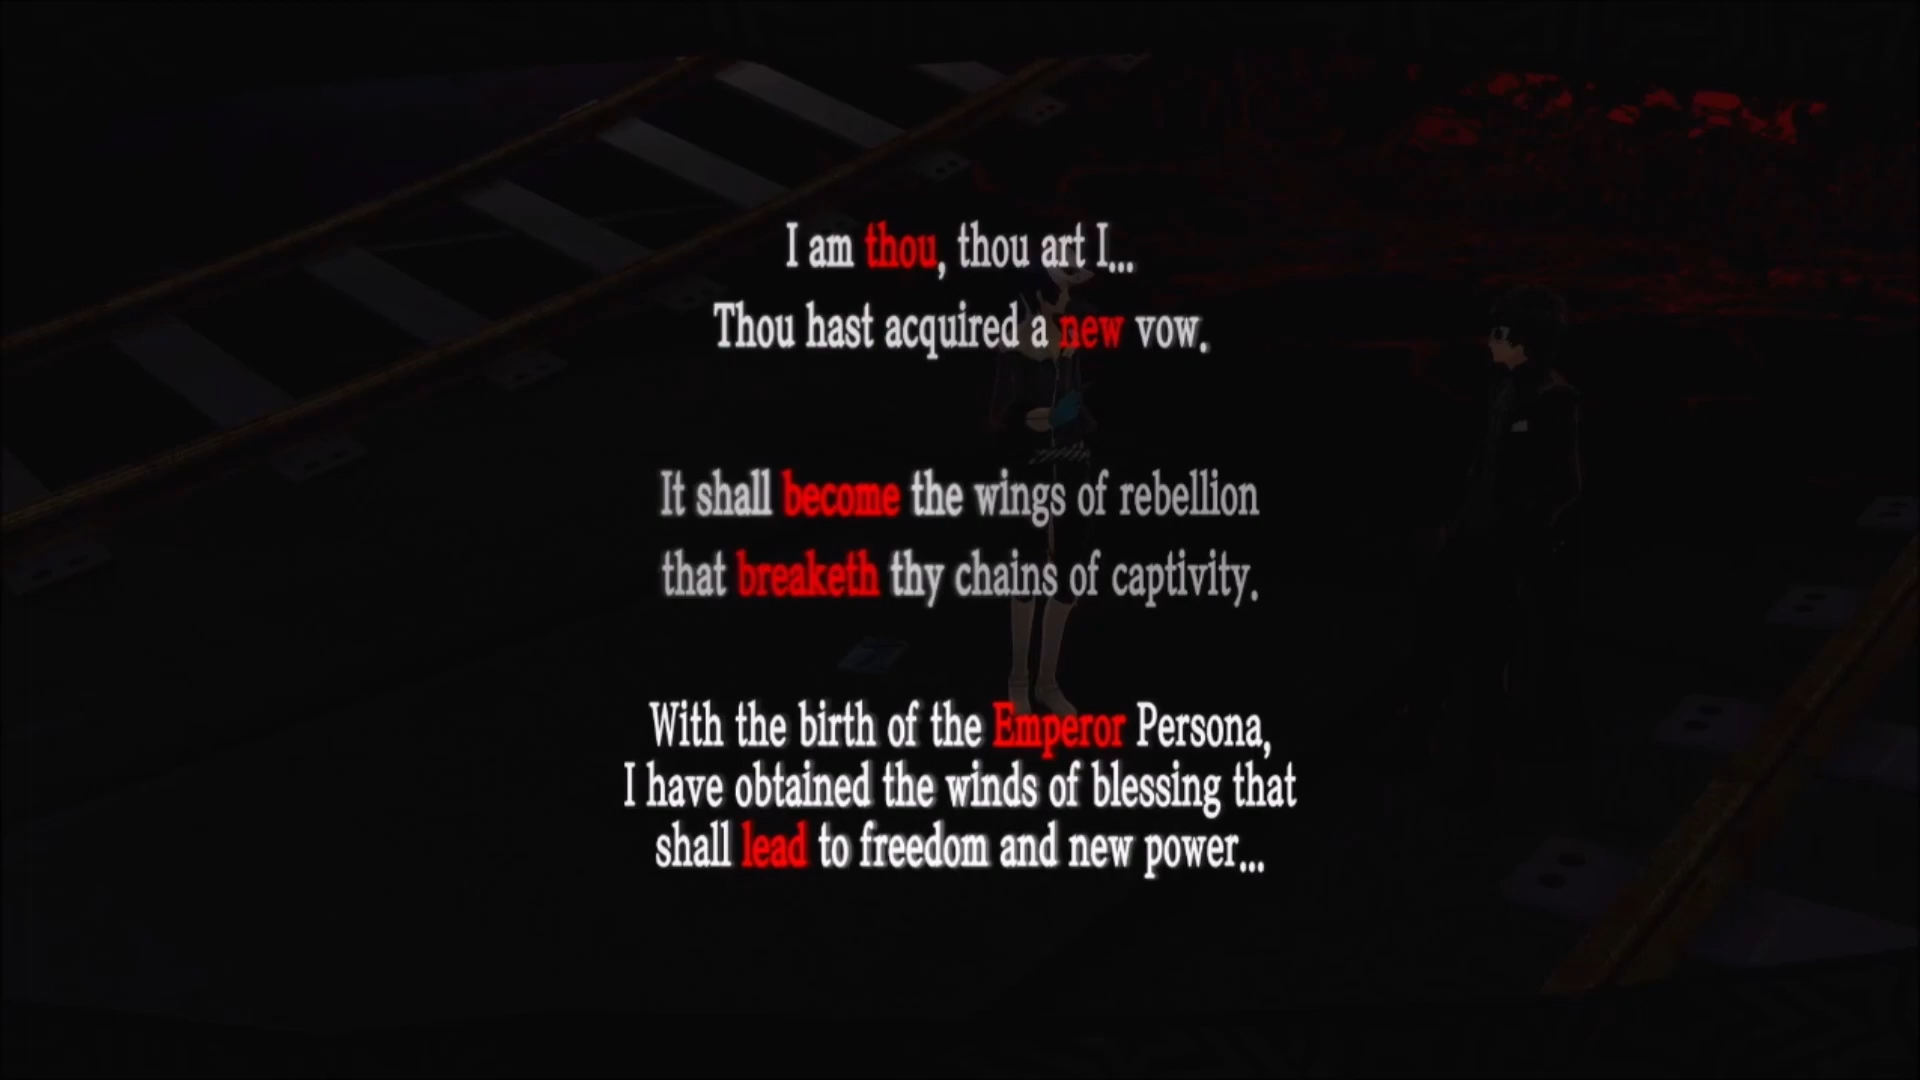 I am thou, thou art I...
Thou hast acquired a new vow.
It shall become the wings of rebellion
that breaketh thy chains of captivity.
With the birth of the Emperor Persona,
I have obtained the winds of blessing that
shall lead to freedom and new power...